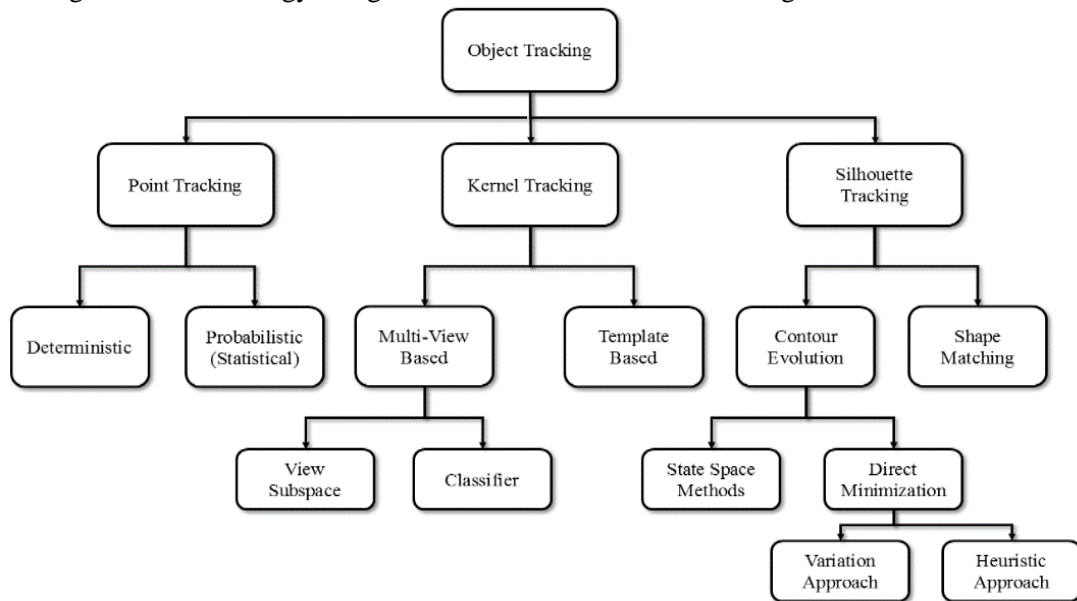 Object Tracking
Point Tracking
Kernel Tracking
Silhouette
Tracking
Deterministic
Probabilistic
(Statistical)
Multi-View
Based
Template
Based
Contour
Evolution
Shape
Matching
View
Subspace
Classifier
State Space
Methods
Direct
Minimization
Variation
Approach
Heuristic
Approach